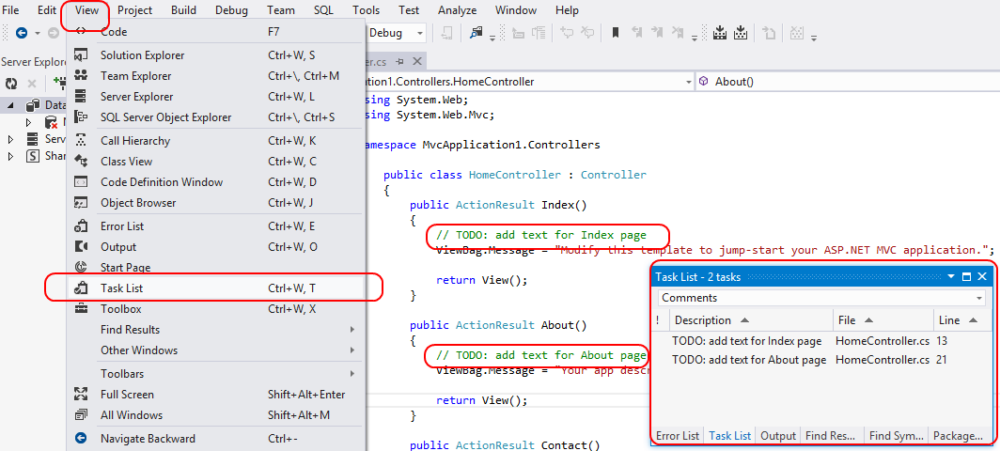 File Edit View Project Build Debug Team SQL Tools Test Analyze Window Help
Debug
Server Explorer
Data
Serv
Shar
Code F7
Solution Explorer Ctrl+W, S
Team Explorer Ctrl+\, Ctrl+M
Server Explorer Ctrl+W, L
SQL Server Object Explorer Ctrl+\, Ctrl+S
Call Hierarchy Ctrl+W, K
Class View Ctrl+W, C
Code Definition Window Ctrl+W, D
Object Browser Ctrl+W, J
Error List Ctrl+W, E
Output Ctrl+W, O
Start Page
Task List Ctrl+W, T
Toolbox Ctrl+W, X
Find Results
Other Windows
Toolbars
Full Screen Shift+Alt+Enter
All Windows Shift+Alt+M
Navigate Backward Ctrl+-
er.cs
tion1.Controllers.HomeController About()
sing System.Web;
sing System.Web.Mvc;
amespace MvcApplication1.Controllers
public class HomeController : Controller
{
public ActionResult Index()
{
// TODO: add text for Index page
ViewBag.Message = "Modify this template to jump-start your ASP.NET MVC application.";
return View();
}
public ActionResult About()
{
// TODO: add text for About page
ViewBag.Message = "Your app descr
return View();
}
public ActionResult Contact()
Task List - 2 tasks
Comments
! Description File Line
TODO: add text for Index page HomeController.cs 13
TODO: add text for About page HomeController.cs 21
Error List Task List Output Find Res... Find Sym... Package...